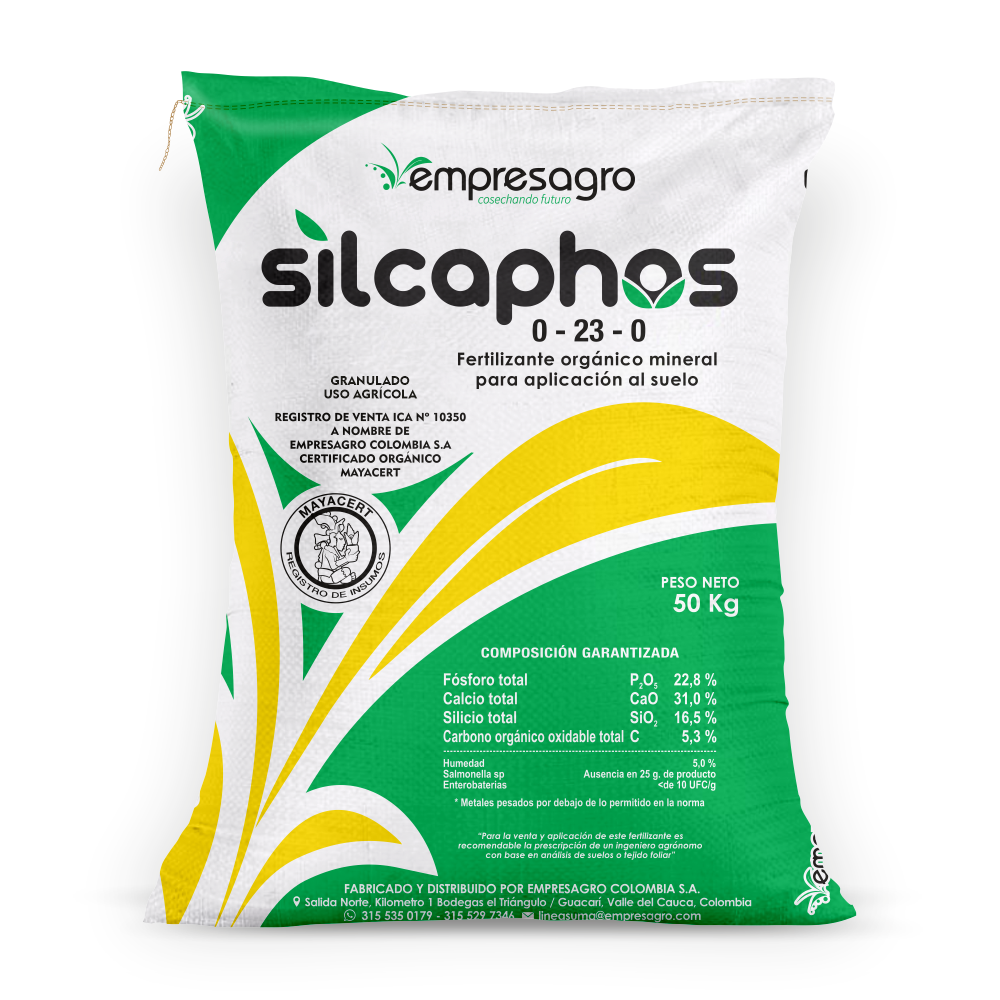 empresagro
cosechando futuro
silcaphos
0 - 23 - 0
Fertilizante orgánico mineral
para aplicación al suelo
GRANULADO
USO AGRÍCOLA
REGISTRO DE VENTA ICA Nº 10350
A NOMBRE DE
EMPRESAGRO COLOMBIA S.A
CERTIFICADO ORGÁNICO
MAYACERT
MAYACERT
REGISTRO DE INSUMOS
PESO NETO
50 Kg
COMPOSICIÓN GARANTIZADA
Fósforo total P₂O₅ 22,8 %
Calcio total CaO 31,0 %
Silicio total SiO₂ 16,5 %
Carbono orgánico oxidable total C 5,3 %
Humedad 5,0 %
Salmonella sp Ausencia en 25 g. de producto
Enterobaterias <de 10 UFC/g
* Metales pesados por debajo de lo permitido en la norma
"Para la venta y aplicación de este fertilizante es
recomendable la prescripción de un ingeniero agrónomo
con base en análisis de suelos o tejido foliar"
FABRICADO Y DISTRIBUIDO POR EMPRESAGRO COLOMBIA S.A.
Salida Norte, Kilometro 1 Bodegas el Triángulo / Guacarí, Valle del Cauca, Colombia
315 535 0179 - 315 529 7346 lineasuma@empresagro.com